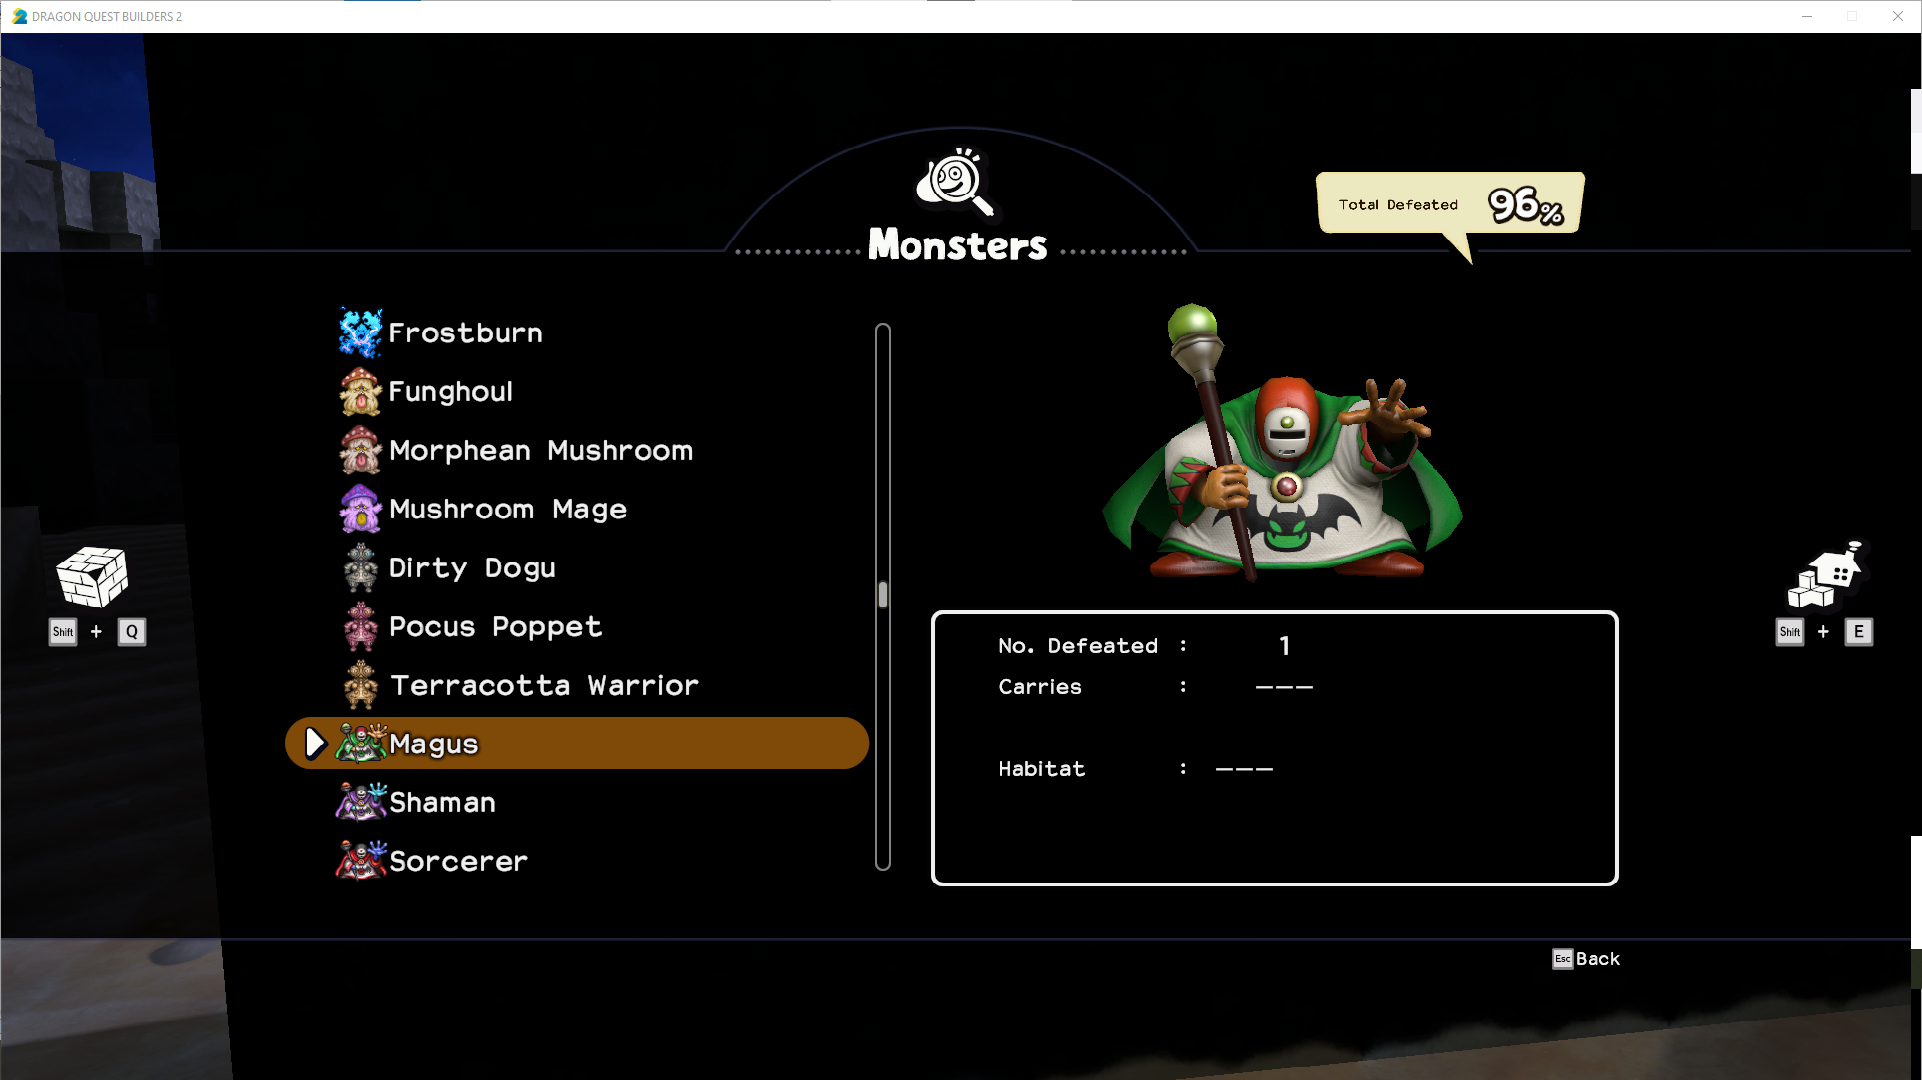 DRAGON QUEST BUILDERS 2
Total Defeated 96%
Monsters
Frostburn
Funghoul
Morphean Mushroom
Mushroom Mage
Dirty Dogu
Pocus Poppet
Terracotta Warrior
Magus
Shaman
Sorcerer
Shift + Q
No. Defeated : 1
Carries : ———
Habitat : ———
Shift + E
Esc Back